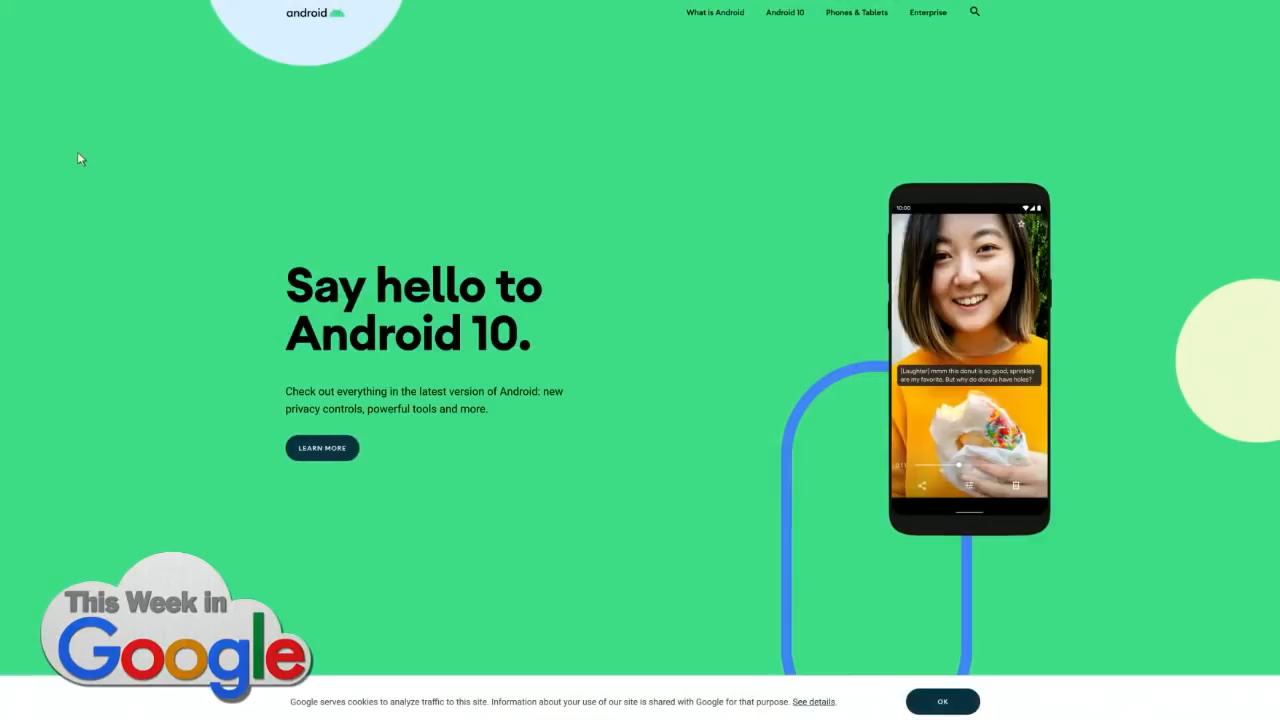 android
What is Android
Android 10
Phones & Tablets
Enterprise
10:00
Say hello to
Android 10.
[Laughter] mmm this donut is so good, sprinkles
are my favorite. But why do donuts have holes?
Check out everything in the latest version of Android: new
privacy controls, powerful tools and more.
LEARN MORE
This Week in
Google
Google serves cookies to analyze traffic to this site. Information about your use of our site is shared with Google for that purpose. See details.
OK